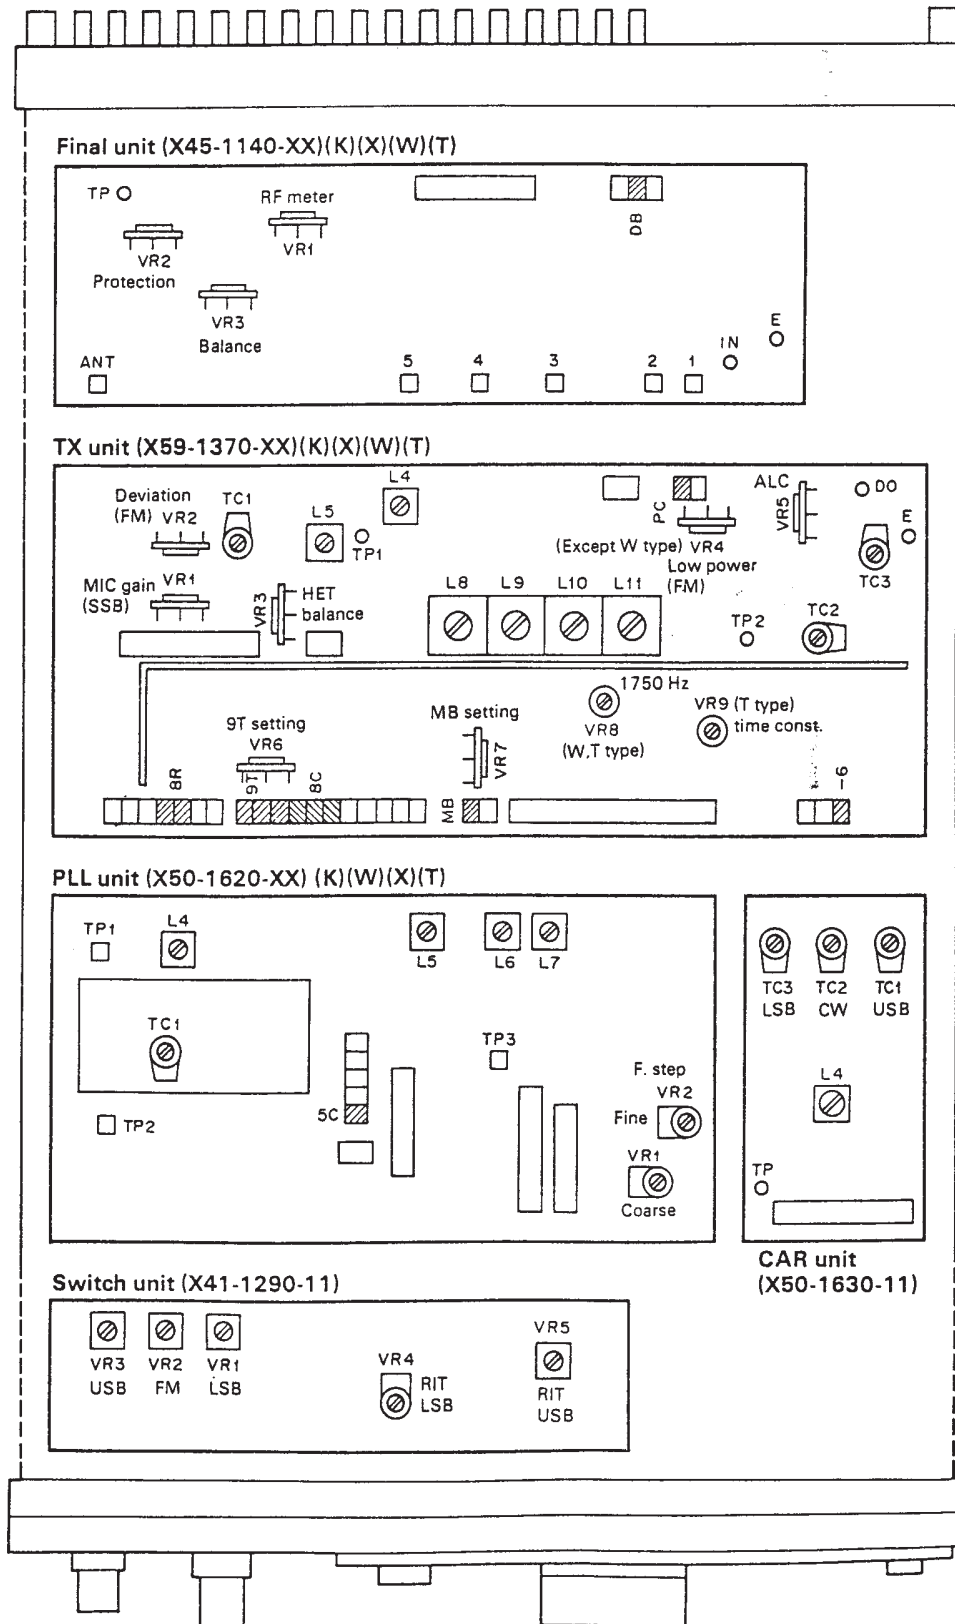 Final unit (X45-1140-XX)(K)(X)(W)(T)
TP
RF meter
VR1
VR2
Protection
VR3
Balance
DB
ANT
5
4
3
2
1
IN
E
TX unit (X59-1370-XX)(K)(X)(W)(T)
Deviation
(FM) VR2
TC1
L5
L4
TP1
PC
ALC
VR5
DO
E
(Except W type) VR4
Low power
(FM)
TC3
MIC gain
(SSB)
VR1
VR3
HET
balance
L8
L9
L10
L11
TP2
TC2
1750 Hz
VR8
(W,T type)
VR9 (T type)
time const.
MB setting
VR7
9T setting
VR6
8R
9T
8C
MB
-6
PLL unit (X50-1620-XX) (K)(W)(X)(T)
TP1
L4
L5
L6
L7
TC1
TP3
TP2
5C
F. step
VR2
Fine
VR1
Coarse
TC3
LSB
TC2
CW
TC1
USB
L4
TP
CAR unit
(X50-1630-11)
Switch unit (X41-1290-11)
VR3
USB
VR2
FM
VR1
LSB
VR4
RIT
LSB
VR5
RIT
USB